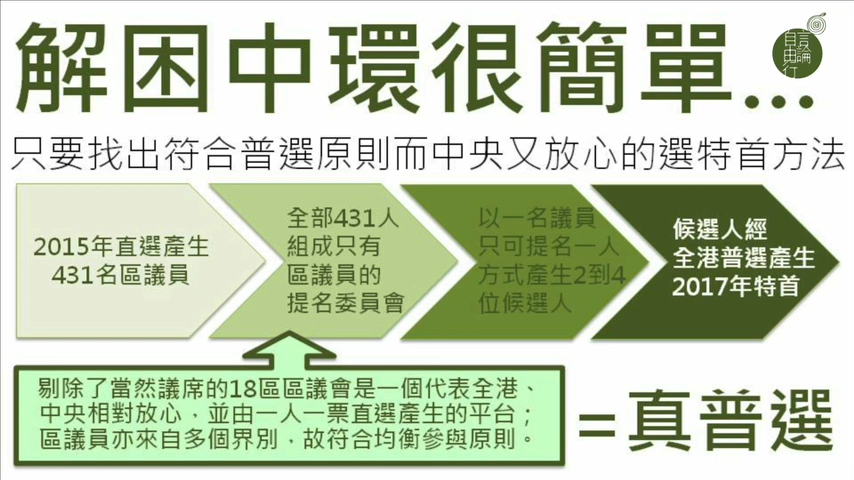 解困中環很簡單...
自由行
言論
只要找出符合普選原則而中央又放心的選特首方法
2015年直選產生
431名區議員
全部431人
組成只有
區議員的
提名委員會
以一名議員
只可提名一人
方式產生2到4
位候選人
候選人經
全港普選產生
2017年特首
剔除了當然議席的18區區議會是一個代表全港、
中央相對放心，並由一人一票直選產生的平台；
區議員亦來自多個界別，故符合均衡參與原則。
=真普選